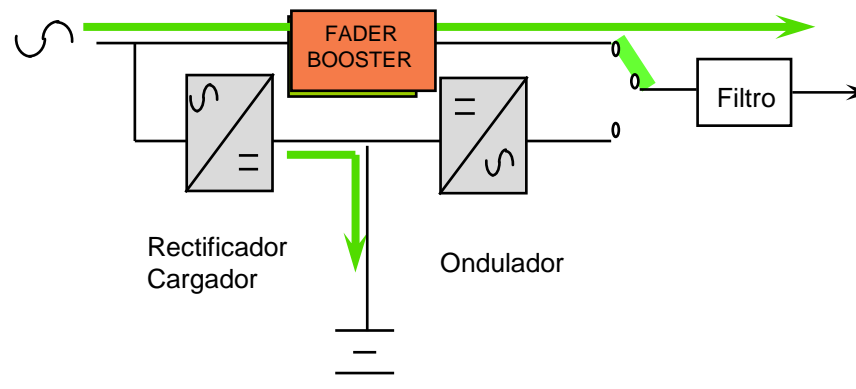 FADER
BOOSTER
Filtro
Rectificador
Cargador
Ondulador